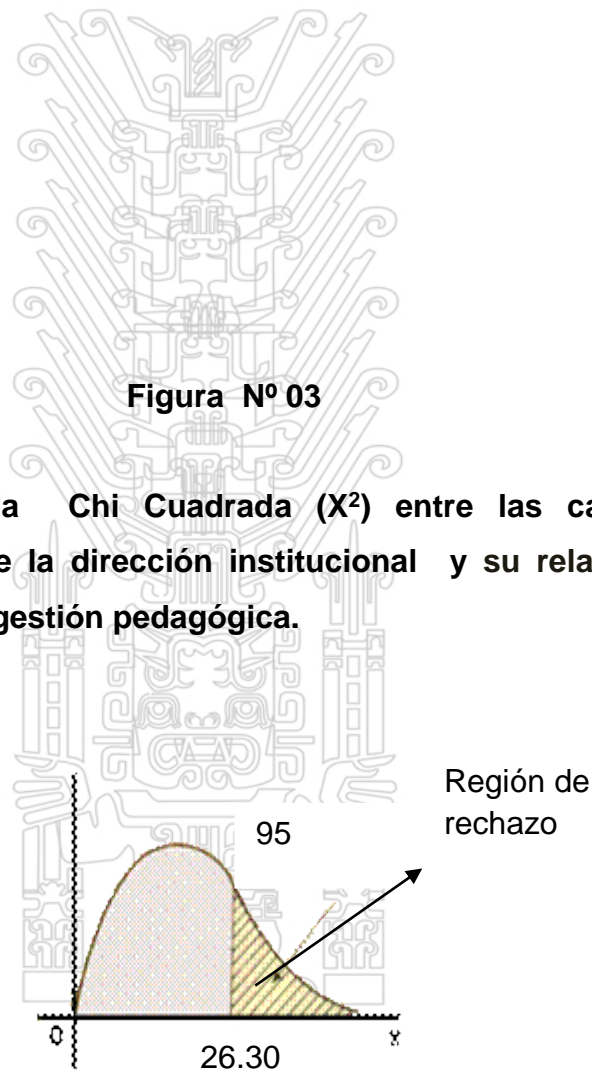 Figura Nº 03
a Chi Cuadrada (X²) entre las ca
e la dirección institucional y su rela
gestión pedagógica.
Región de
rechazo
95
0
26.30